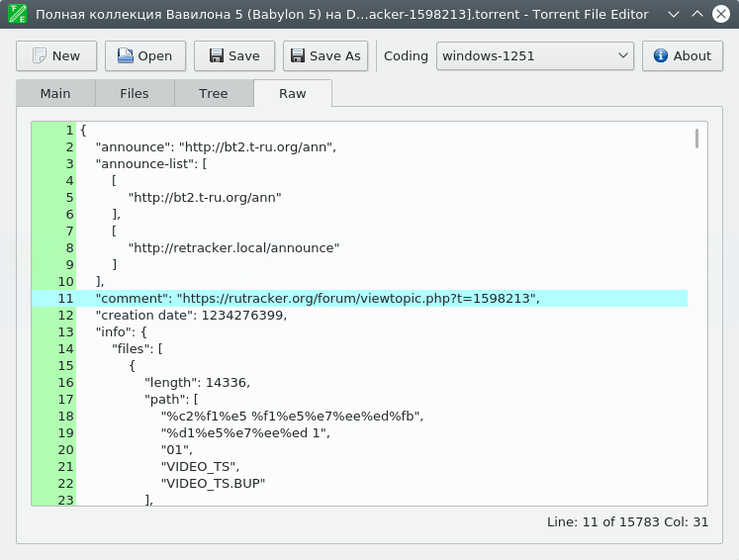 Полная коллекция Вавилона 5 (Babylon 5) на D...acker-1598213].torrent - Torrent File Editor
New Open Save Save As Coding windows-1251 About
Main Files Tree Raw
1 {
2 "announce": "http://bt2.t-ru.org/ann",
3 "announce-list": [
4 [
5 "http://bt2.t-ru.org/ann"
6 ],
7 [
8 "http://retracker.local/announce"
9 ]
10 ],
11 "comment": "https://rutracker.org/forum/viewtopic.php?t=1598213",
12 "creation date": 1234276399,
13 "info": {
14 "files": [
15 {
16 "length": 14336,
17 "path": [
18 "%c2%f1%e5 %f1%e5%e7%ee%ed%fb",
19 "%d1%e5%e7%ee%ed 1",
20 "01",
21 "VIDEO_TS",
22 "VIDEO_TS.BUP"
23 ],
Line: 11 of 15783 Col: 31